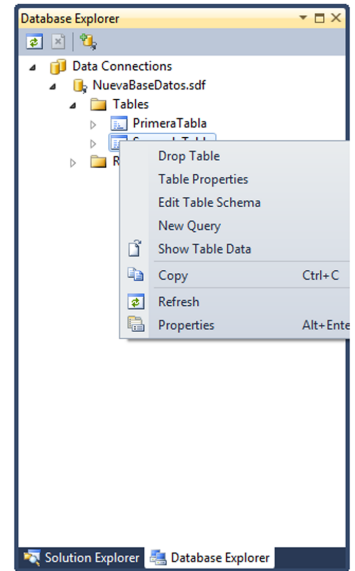 Database Explorer
Data Connections
NuevaBaseDatos.sdf
Tables
PrimeraTabla
Drop Table
Table Properties
Edit Table Schema
New Query
Show Table Data
Copy Ctrl+C
Refresh
Properties Alt+Ente
Solution Explorer Database Explorer